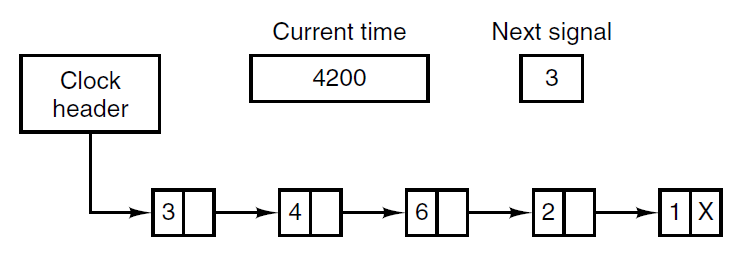 Current time
Next signal
Clock
header
4200
3
3
4
6
2
1 X